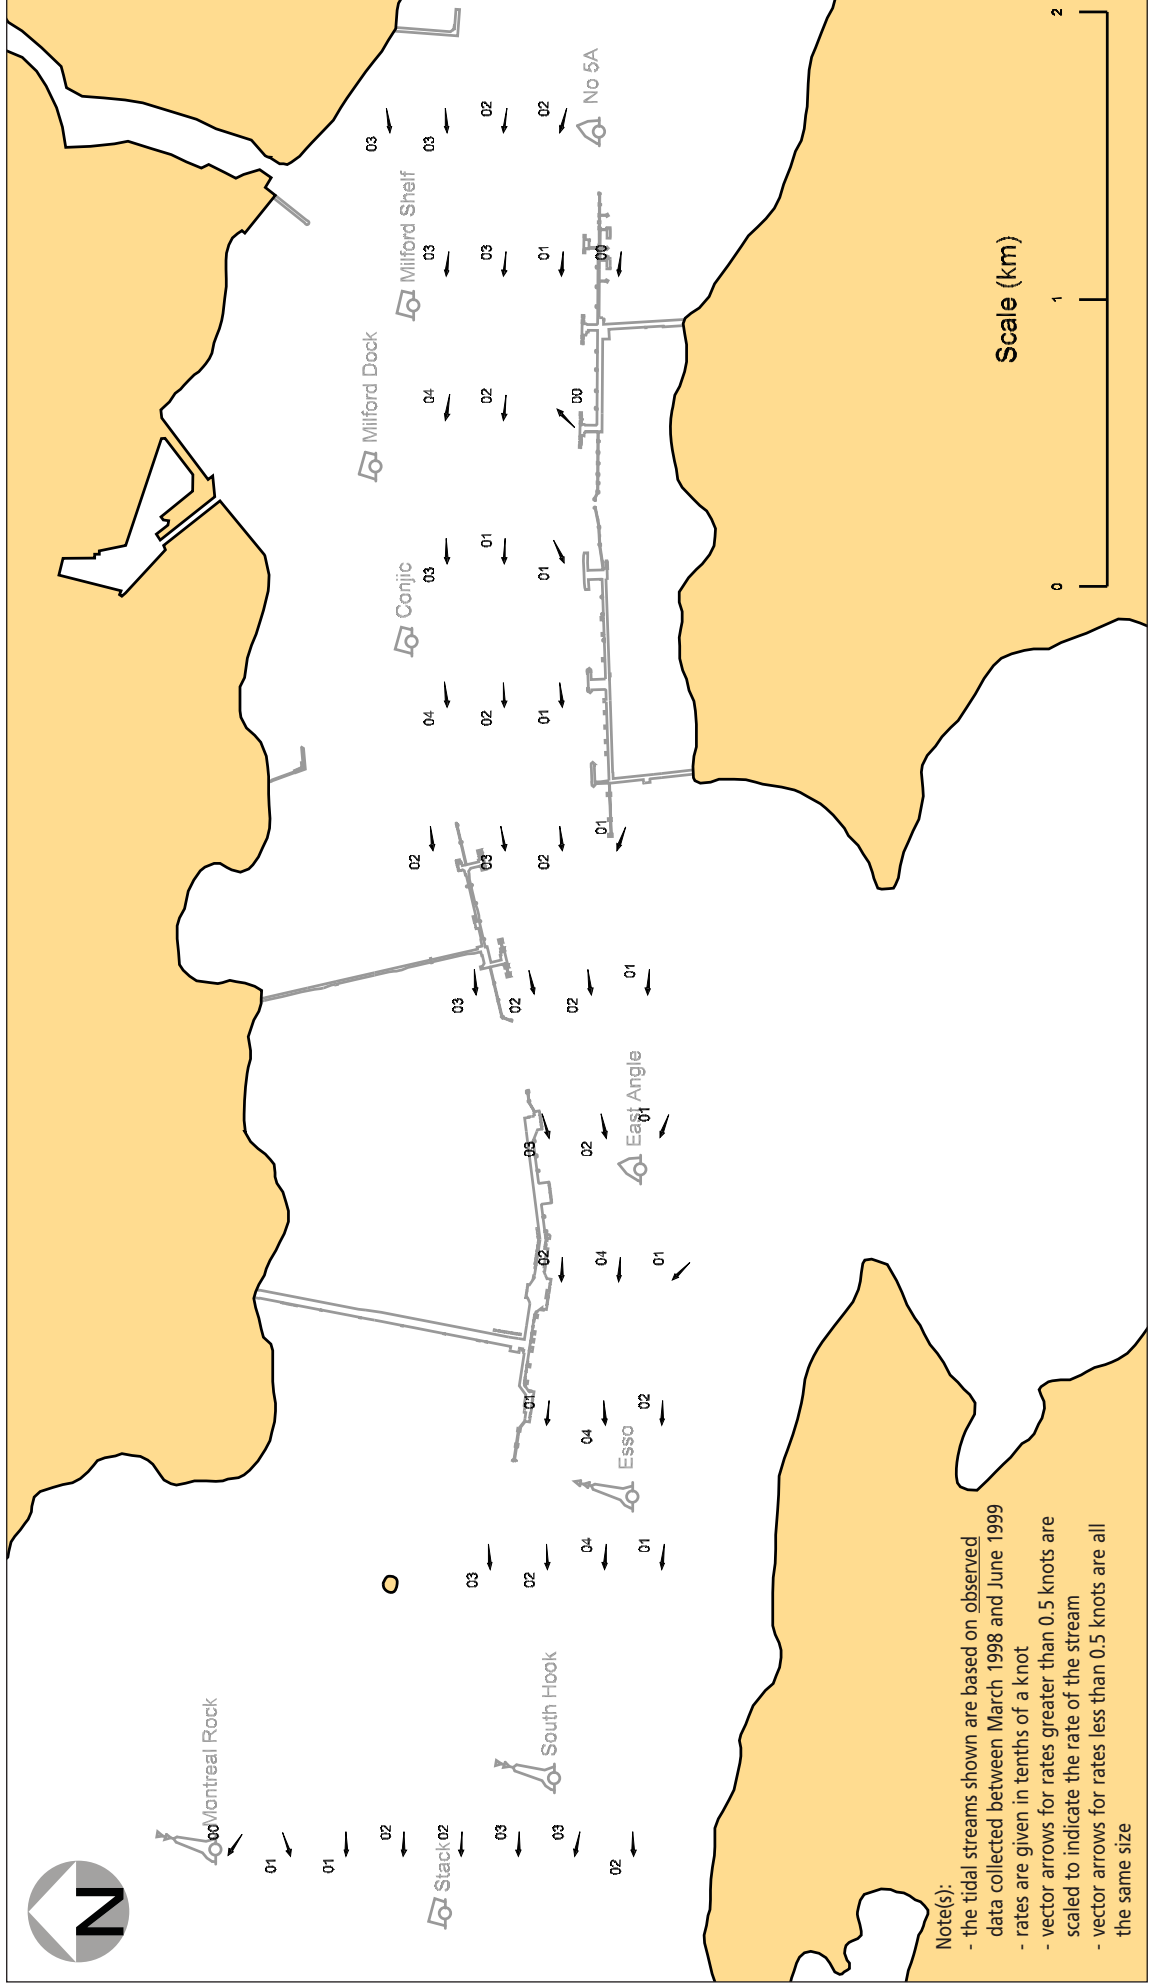 N
Montreal Rock
Stack
South Hook
Esso
East Angle
Conjic
Milford Dock
Milford Shelf
No 5A
00
01
01
02
02
03
03
02
03
02
04
01
01
04
02
02
04
01
03
02
01
03
02
02
01
02
03
02
01
04
02
01
03
01
01
04
02
00
03
03
01
00
03
03
02
02
Note(s):
- the tidal streams shown are based on observed
data collected between March 1998 and June 1999
- rates are given in tenths of a knot
- vector arrows for rates greater than 0.5 knots are
scaled to indicate the rate of the stream
- vector arrows for rates less than 0.5 knots are all
the same size
0
1
2
Scale (km)